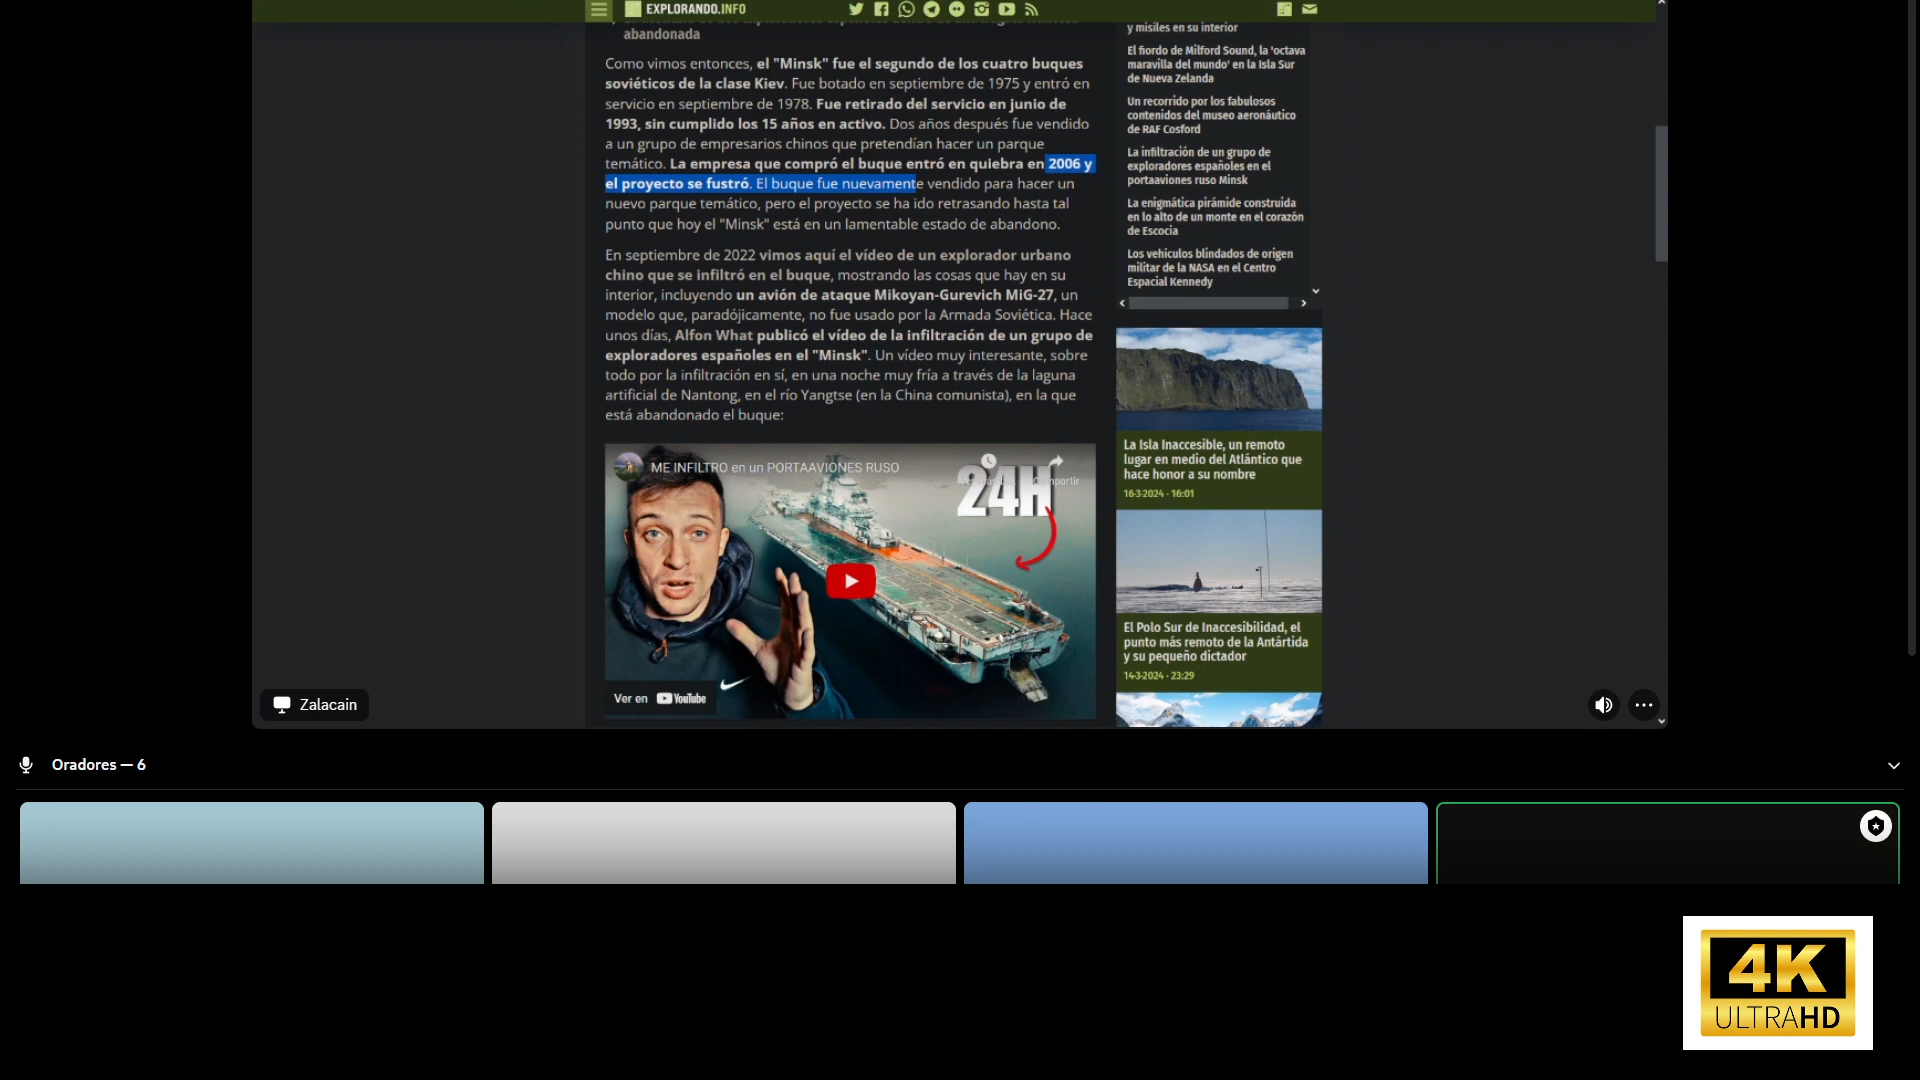 EXPLORANDO.INFO
abandonada
Como vimos entonces, el "Minsk" fue el segundo de los cuatro buques
soviéticos de la clase Kiev. Fue botado en septiembre de 1975 y entró en
servicio en septiembre de 1978. Fue retirado del servicio en junio de
1993, sin cumplido los 15 años en activo. Dos años después fue vendido
a un grupo de empresarios chinos que pretendían hacer un parque
temático. La empresa que compró el buque entró en quiebra en 2006 y
el proyecto se fustró. El buque fue nuevamente vendido para hacer un
nuevo parque temático, pero el proyecto se ha ido retrasando hasta tal
punto que hoy el "Minsk" está en un lamentable estado de abandono.
En septiembre de 2022 vimos aquí el vídeo de un explorador urbano
chino que se infiltró en el buque, mostrando las cosas que hay en su
interior, incluyendo un avión de ataque Mikoyan-Gurevich MiG-27, un
modelo que, paradójicamente, no fue usado por la Armada Soviética. Hace
unos días, Alfon What publicó el vídeo de la infiltración de un grupo de
exploradores españoles en el "Minsk". Un vídeo muy interesante, sobre
todo por la infiltración en sí, en una noche muy fría a través de la laguna
artificial de Nantong, en el río Yangtse (en la China comunista), en la que
está abandonado el buque:
ME INFILTRO en un PORTAAVIONES RUSO
24H
Compartir
Ver en YouTube
y misiles en su interior
El fiordo de Milford Sound, la 'octava
maravilla del mundo' en la Isla Sur
de Nueva Zelanda
Un recorrido por los fabulosos
contenidos del museo aeronáutico
de RAF Cosford
La infiltración de un grupo de
exploradores españoles en el
portaaviones ruso Minsk
La enigmática pirámide construida
en lo alto de un monte en el corazón
de Escocia
Los vehículos blindados de origen
militar de la NASA en el Centro
Espacial Kennedy
La Isla Inaccesible, un remoto
lugar en medio del Atlántico que
hace honor a su nombre
16-3-2024 · 16:01
El Polo Sur de Inaccesibilidad, el
punto más remoto de la Antártida
y su pequeño dictador
14-3-2024 · 23:29
Zalacain
Oradores — 6
4K
ULTRAHD